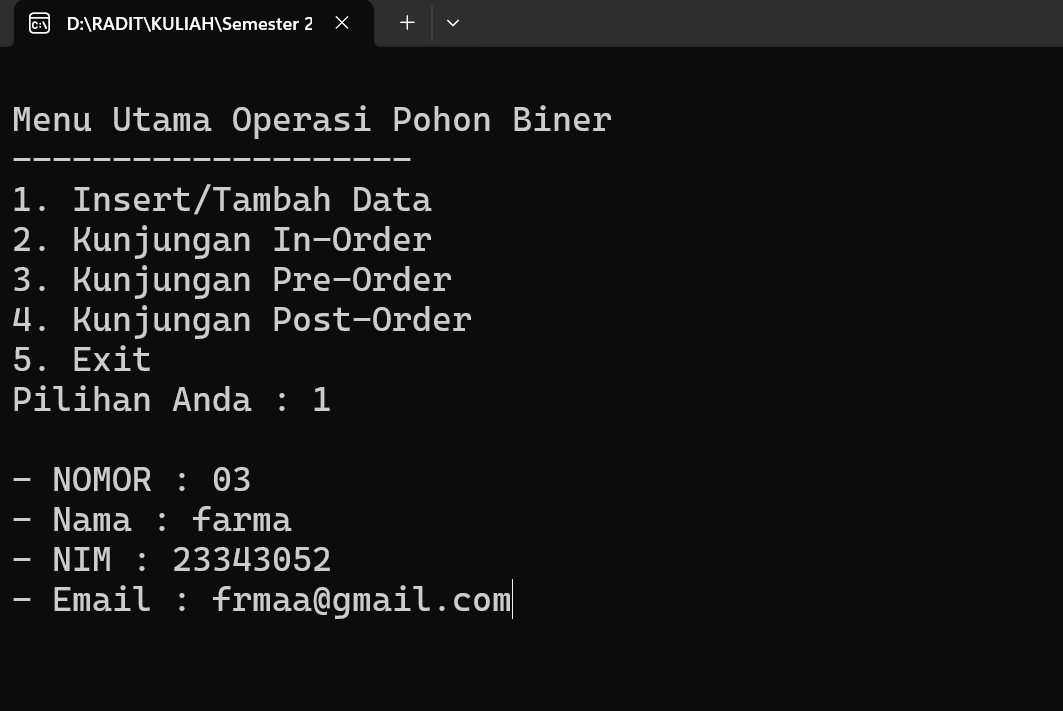 D:\RADIT\KULIAH\Semester 2
Menu Utama Operasi Pohon Biner
--------------------
1. Insert/Tambah Data
2. Kunjungan In-Order
3. Kunjungan Pre-Order
4. Kunjungan Post-Order
5. Exit
Pilihan Anda : 1
- NOMOR : 03
- Nama : farma
- NIM : 23343052
- Email : frmaa@gmail.com